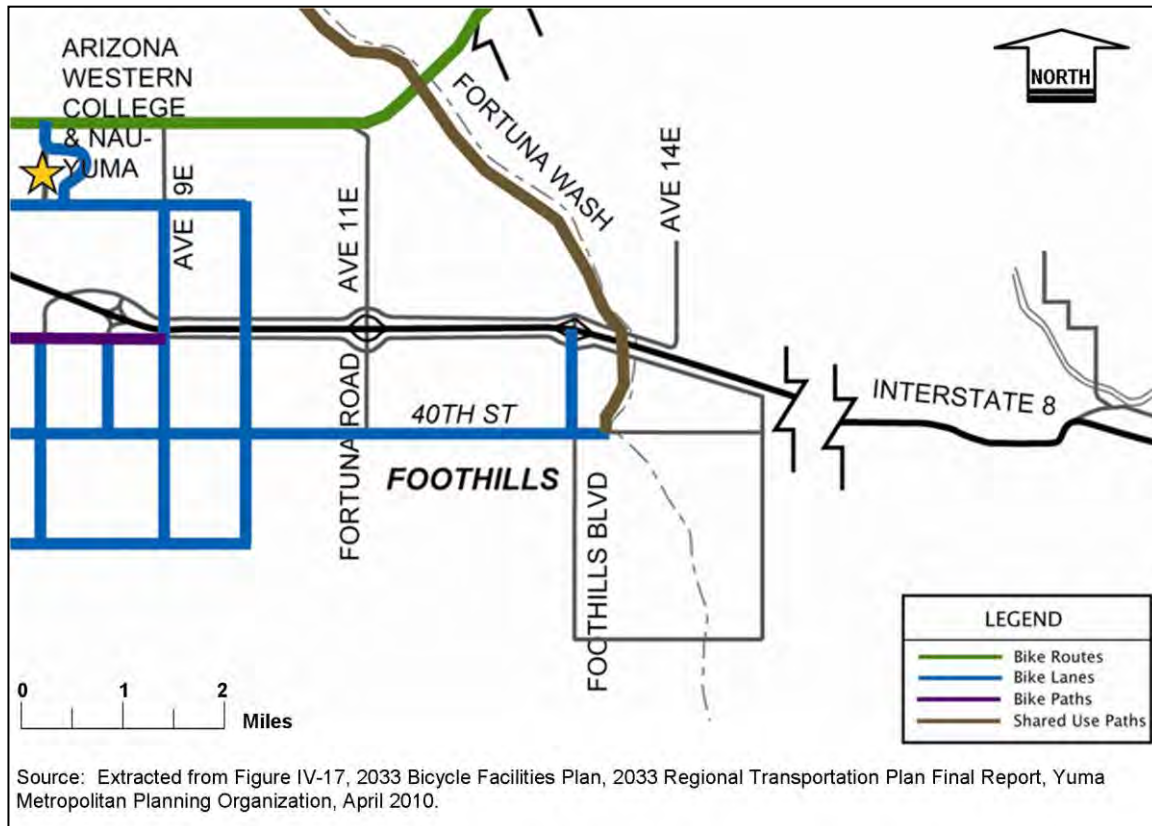 ARIZONA
WESTERN
COLLEGE
& NAU-
YUMA
NORTH
FORTUNA WASH
AVE 9E
AVE 11E
AVE 14E
FORTUNA ROAD
40TH ST
INTERSTATE 8
FOOTHILLS
FOOTHILLS BLVD
LEGEND
Bike Routes
Bike Lanes
Bike Paths
Shared Use Paths
0 1 2
Miles
Source: Extracted from Figure IV-17, 2033 Bicycle Facilities Plan, 2033 Regional Transportation Plan Final Report, Yuma
Metropolitan Planning Organization, April 2010.